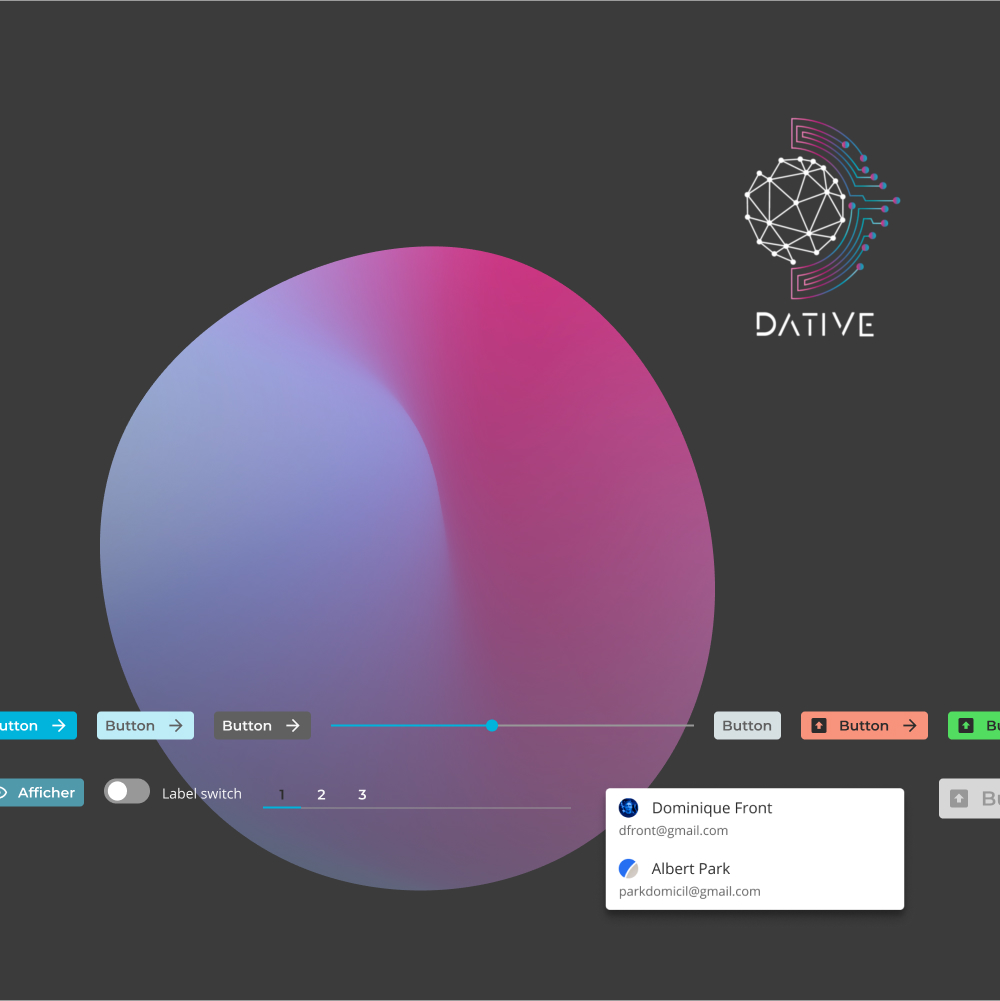 DATIVE
utton
Button
Button
Button
Button
Bu
Afficher
Label switch
1 2 3
Dominique Front
dfront@gmail.com
Albert Park
parkdomicil@gmail.com
Bu